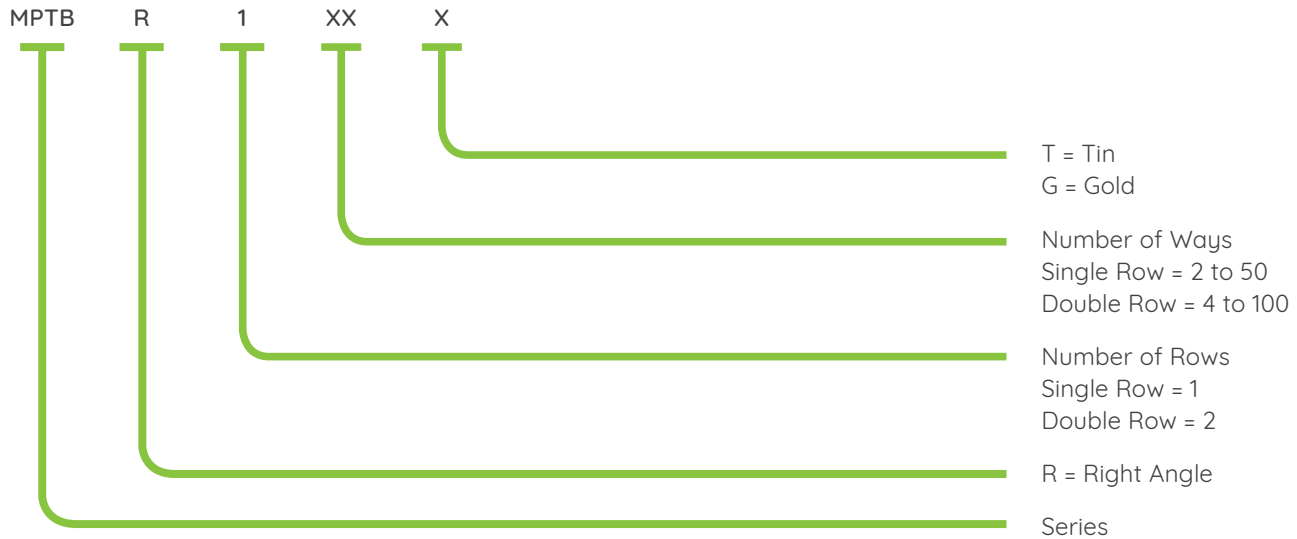 MPTB R 1 XX X
T = Tin
G = Gold
Number of Ways
Single Row = 2 to 50
Double Row = 4 to 100
Number of Rows
Single Row = 1
Double Row = 2
R = Right Angle
Series